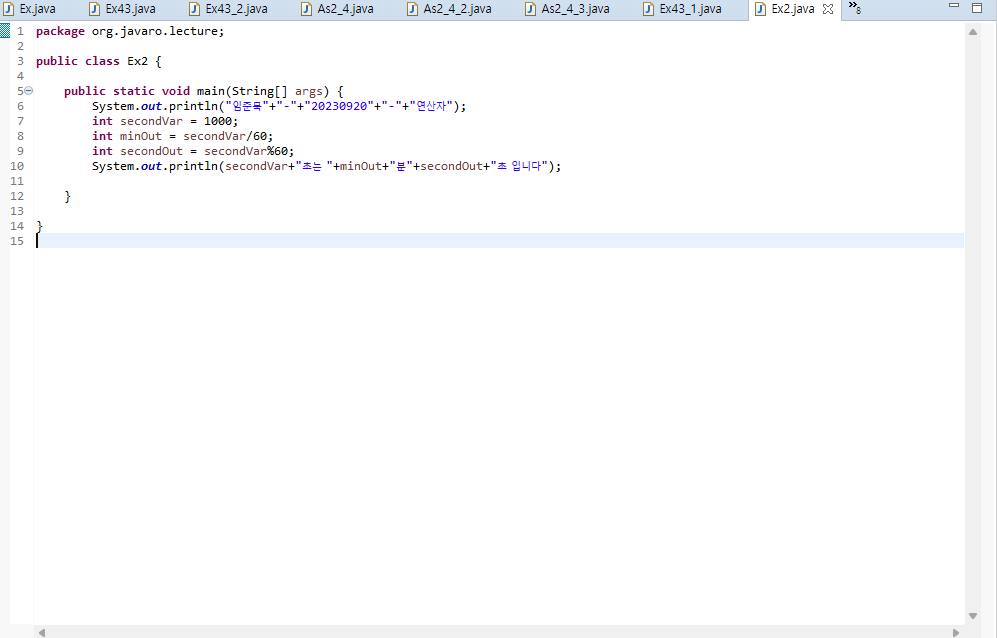 Ex.java Ex43.java Ex43_2.java As2_4.java As2_4_2.java As2_4_3.java Ex43_1.java Ex2.java »8
1 package org.javaro.lecture;
2
3 public class Ex2 {
4
5 public static void main(String[] args) {
6 System.out.println("임준묵"+"-"+"20230920"+"-"+"연산자");
7 int secondVar = 1000;
8 int minOut = secondVar/60;
9 int secondOut = secondVar%60;
10 System.out.println(secondVar+"초는 "+minOut+"분"+secondOut+"초 입니다");
11
12 }
13
14 }
15